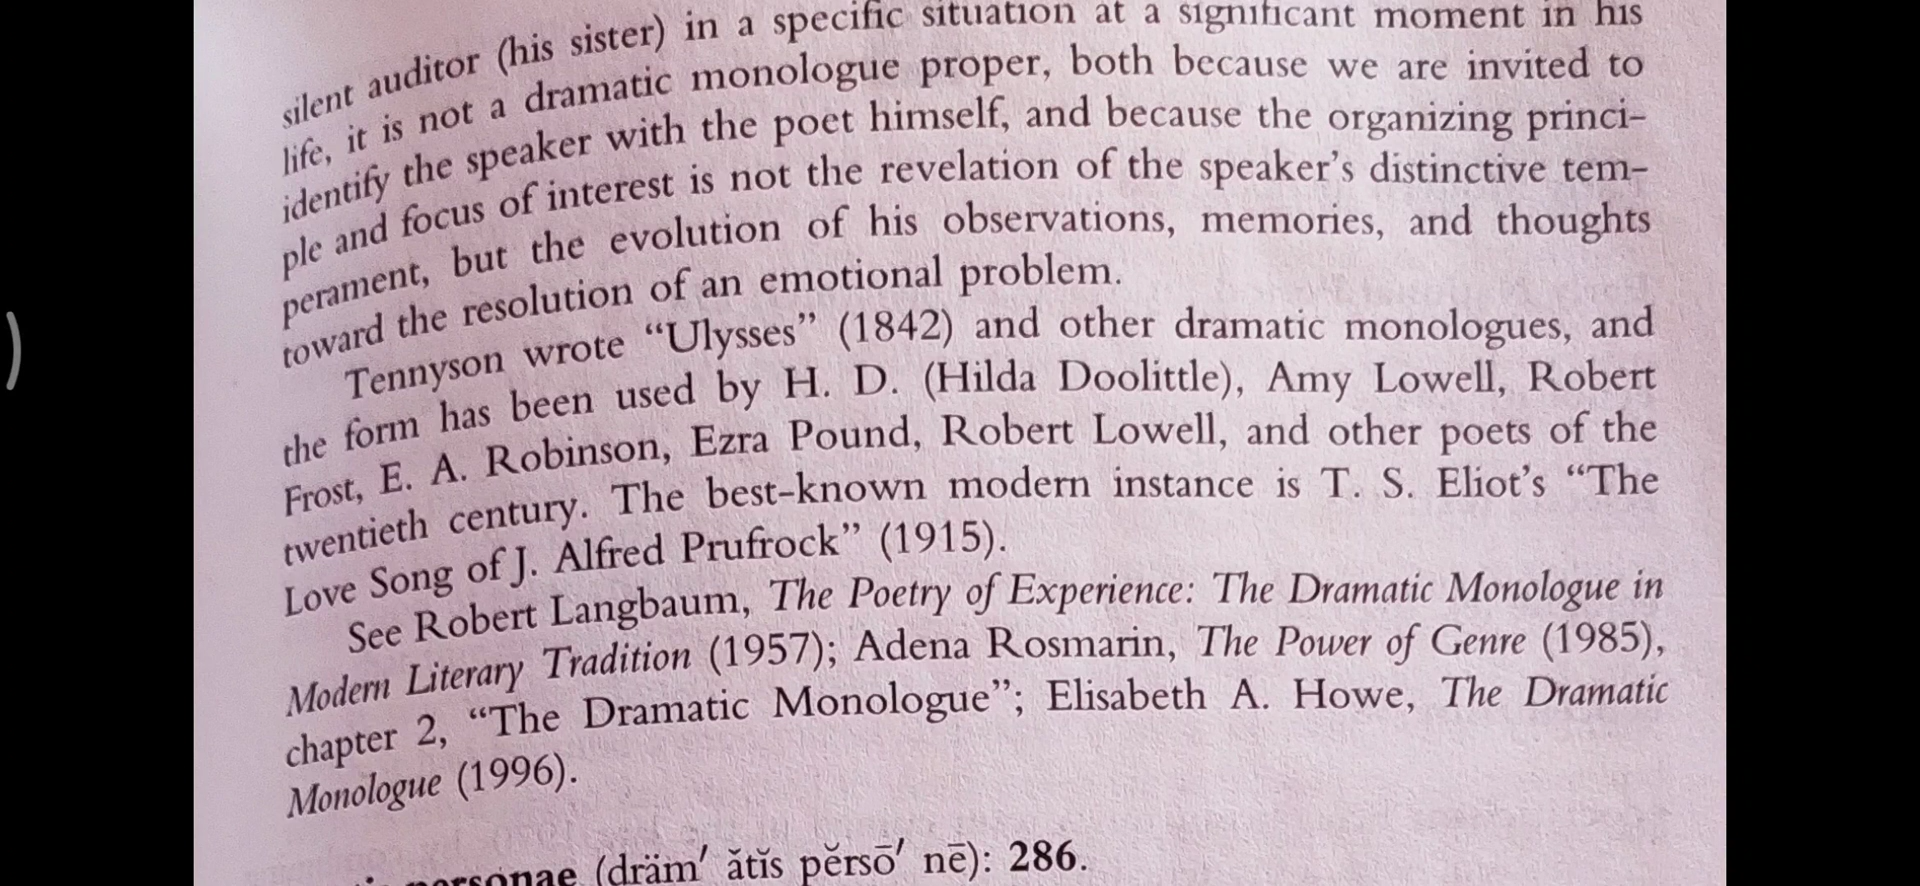 silent auditor (his sister) in a specific situation at a significant moment in his
life, it is not a dramatic monologue proper, both because we are invited to
identify the speaker with the poet himself, and because the organizing princi-
ple and focus of interest is not the revelation of the speaker’s distinctive tem-
perament, but the evolution of his observations, memories, and thoughts
toward the resolution of an emotional problem.
Tennyson wrote “Ulysses” (1842) and other dramatic monologues, and
the form has been used by H. D. (Hilda Doolittle), Amy Lowell, Robert
Frost, E. A. Robinson, Ezra Pound, Robert Lowell, and other poets of the
twentieth century. The best-known modern instance is T. S. Eliot’s “The
Love Song of J. Alfred Prufrock” (1915).
See Robert Langbaum, The Poetry of Experience: The Dramatic Monologue in
Modern Literary Tradition (1957); Adena Rosmarin, The Power of Genre (1985),
chapter 2, “The Dramatic Monologue”; Elisabeth A. Howe, The Dramatic
Monologue (1996).
personae (dräm′ ătĭs pĕrsō′ nē): 286.